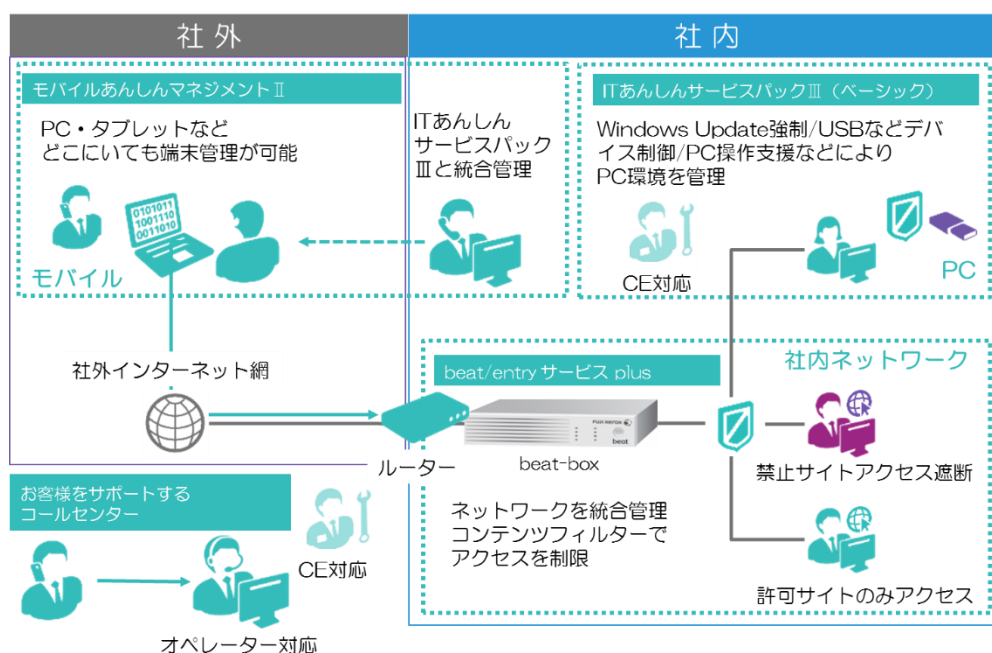 社外
社内
モバイルあんしんマネジメントⅡ
PC・タブレットなど
どこにいても端末管理が可能
0101011
1001110
0011010
モバイル
ITあんしん
サービスパック
Ⅲと統合管理
ITあんしんサービスパックⅢ（ベーシック）
Windows Update強制/USBなどデバ
イス制御/PC操作支援などにより
PC環境を管理
CE対応
PC
社外インターネット網
ルーター
beat/entry サービス plus
社内ネットワーク
FUJI XEROX
beat
beat-box
ネットワークを統合管理
コンテンツフィルターで
アクセスを制限
禁止サイトアクセス遮断
許可サイトのみアクセス
お客様をサポートする
コールセンター
CE対応
オペレーター対応